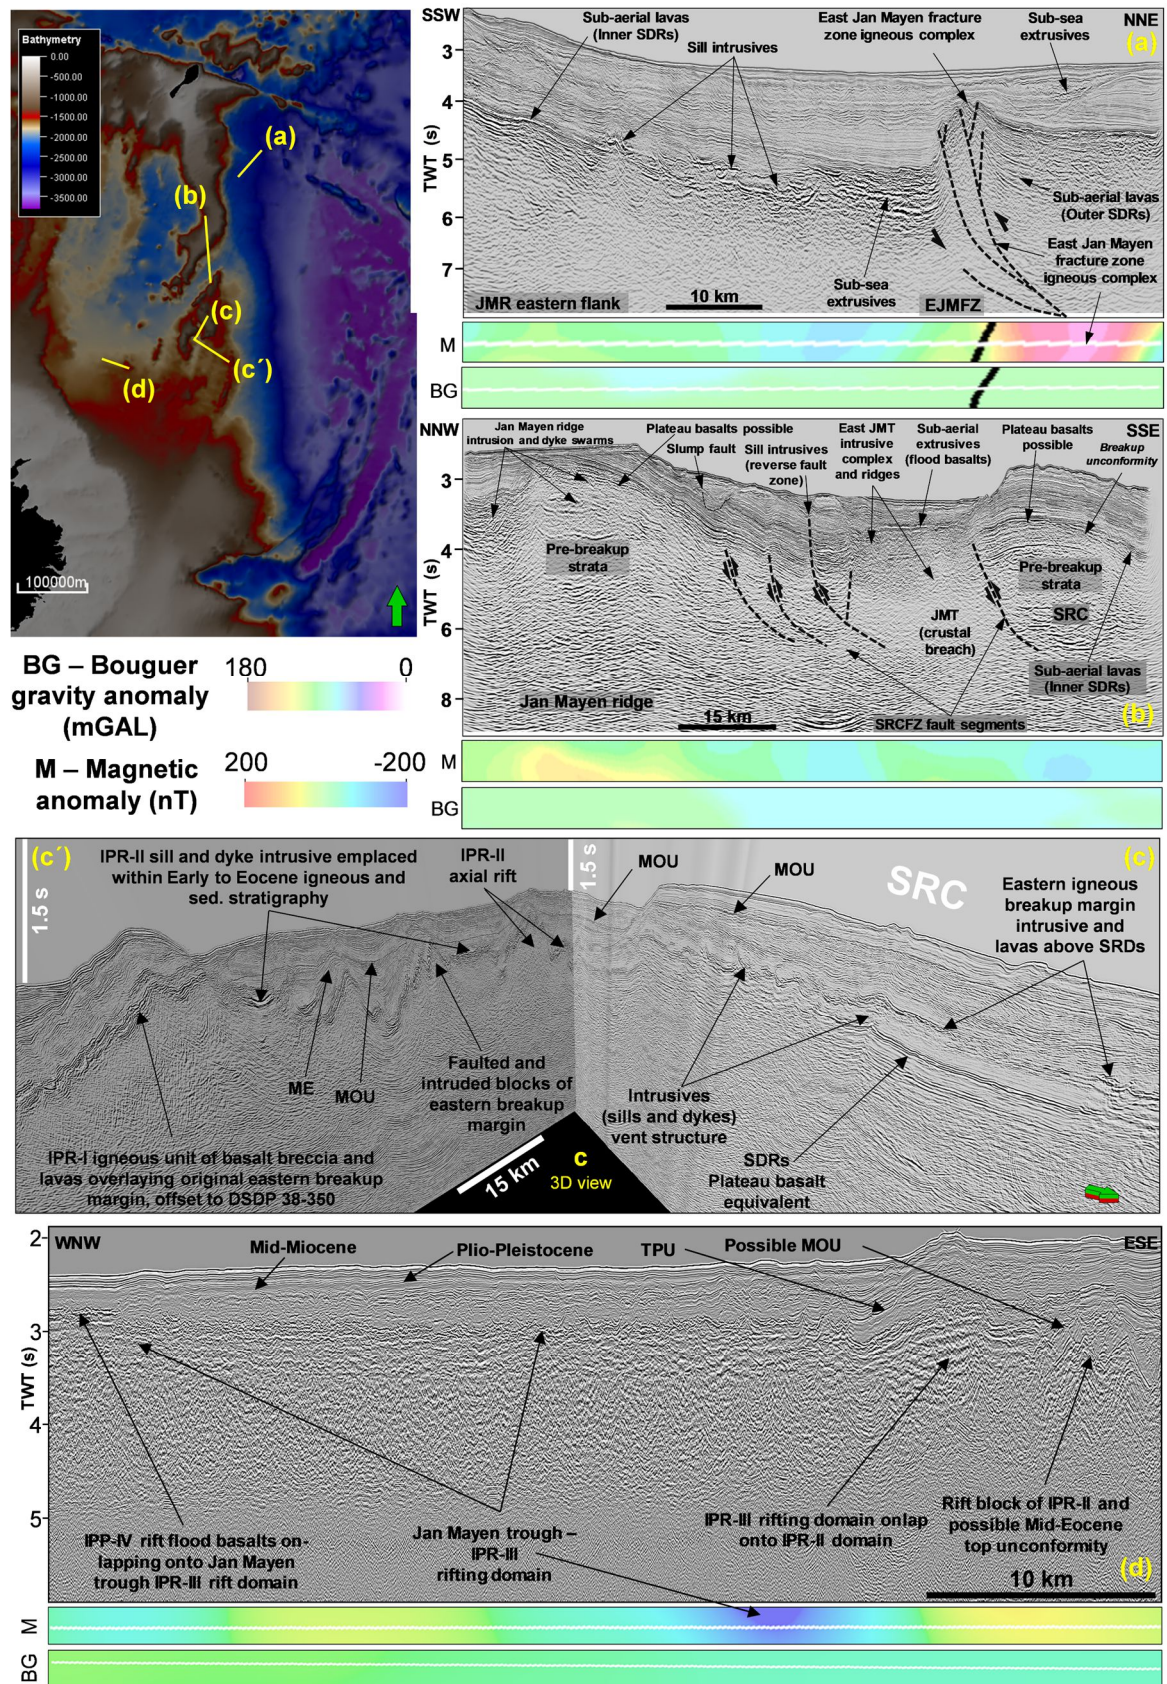 Bathymetry
0.00
-500.00
-1000.00
-1500.00
-2000.00
-2500.00
-3000.00
-3500.00
(a)
(b)
(c)
(c´)
(d)
100000m
BG – Bouguer
gravity anomaly
(mGAL)
180
0
M – Magnetic
anomaly (nT)
200
-200
SSW
Sub-aerial lavas
(Inner SDRs)
Sill intrusives
East Jan Mayen fracture
zone igneous complex
Sub-sea
extrusives
NNE
(a)
3
4
5
6
7
TWT (s)
Sub-aerial lavas
(Outer SDRs)
East Jan Mayen
fracture zone
igneous complex
Sub-sea
extrusives
JMR eastern flank
10 km
EJMFZ
M
BG
NNW
Jan Mayen ridge
intrusion and dyke swarms
Plateau basalts possible
Slump fault
Sill intrusives
(reverse fault
zone)
East JMT
intrusive
complex
and ridges
Sub-aerial
extrusives
(flood basalts)
Plateau basalts
possible
SSE
Breakup
unconformity
3
4
6
8
TWT (s)
Pre-breakup
strata
Pre-breakup
strata
SRC
JMT
(crustal
breach)
Sub-aerial lavas
(Inner SDRs)
Jan Mayen ridge
15 km
SRCFZ fault segments
(b)
M
BG
(c´)
1.5 s
IPR-II sill and dyke intrusive emplaced
within Early to Eocene igneous and
sed. stratigraphy
IPR-II
axial rift
1.5 s
MOU
MOU
SRC
(c)
Eastern igneous
breakup margin
intrusive and
lavas above SRDs
ME
MOU
Faulted and
intruded blocks of
eastern breakup
margin
Intrusives
(sills and dykes)
vent structure
IPR-I igneous unit of basalt breccia and
lavas overlaying original eastern breakup
margin, offset to DSDP 38-350
15 km
c
3D view
SDRs
Plateau basalt
equivalent
2
WNW
Mid-Miocene
Plio-Pleistocene
TPU
Possible MOU
ESE
3
4
5
TWT (s)
IPP-IV rift flood basalts on-
lapping onto Jan Mayen
trough IPR-III rift domain
Jan Mayen trough –
IPR-III
rifting domain
IPR-III rifting domain onlap
onto IPR-II domain
Rift block of IPR-II and
possible Mid-Eocene
top unconformity
(d)
10 km
M
BG